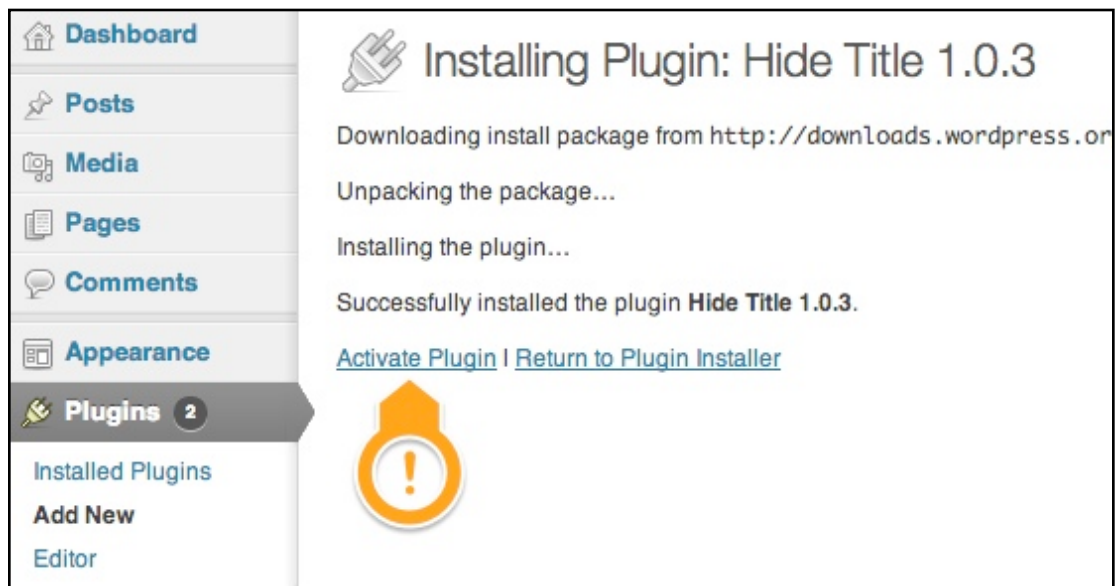 Dashboard
Posts
Media
Pages
Comments
Appearance
Plugins 2
Installed Plugins
Add New
Editor
Installing Plugin: Hide Title 1.0.3
Downloading install package from http://downloads.wordpress.or
Unpacking the package…
Installing the plugin…
Successfully installed the plugin Hide Title 1.0.3.
Activate Plugin | Return to Plugin Installer
!